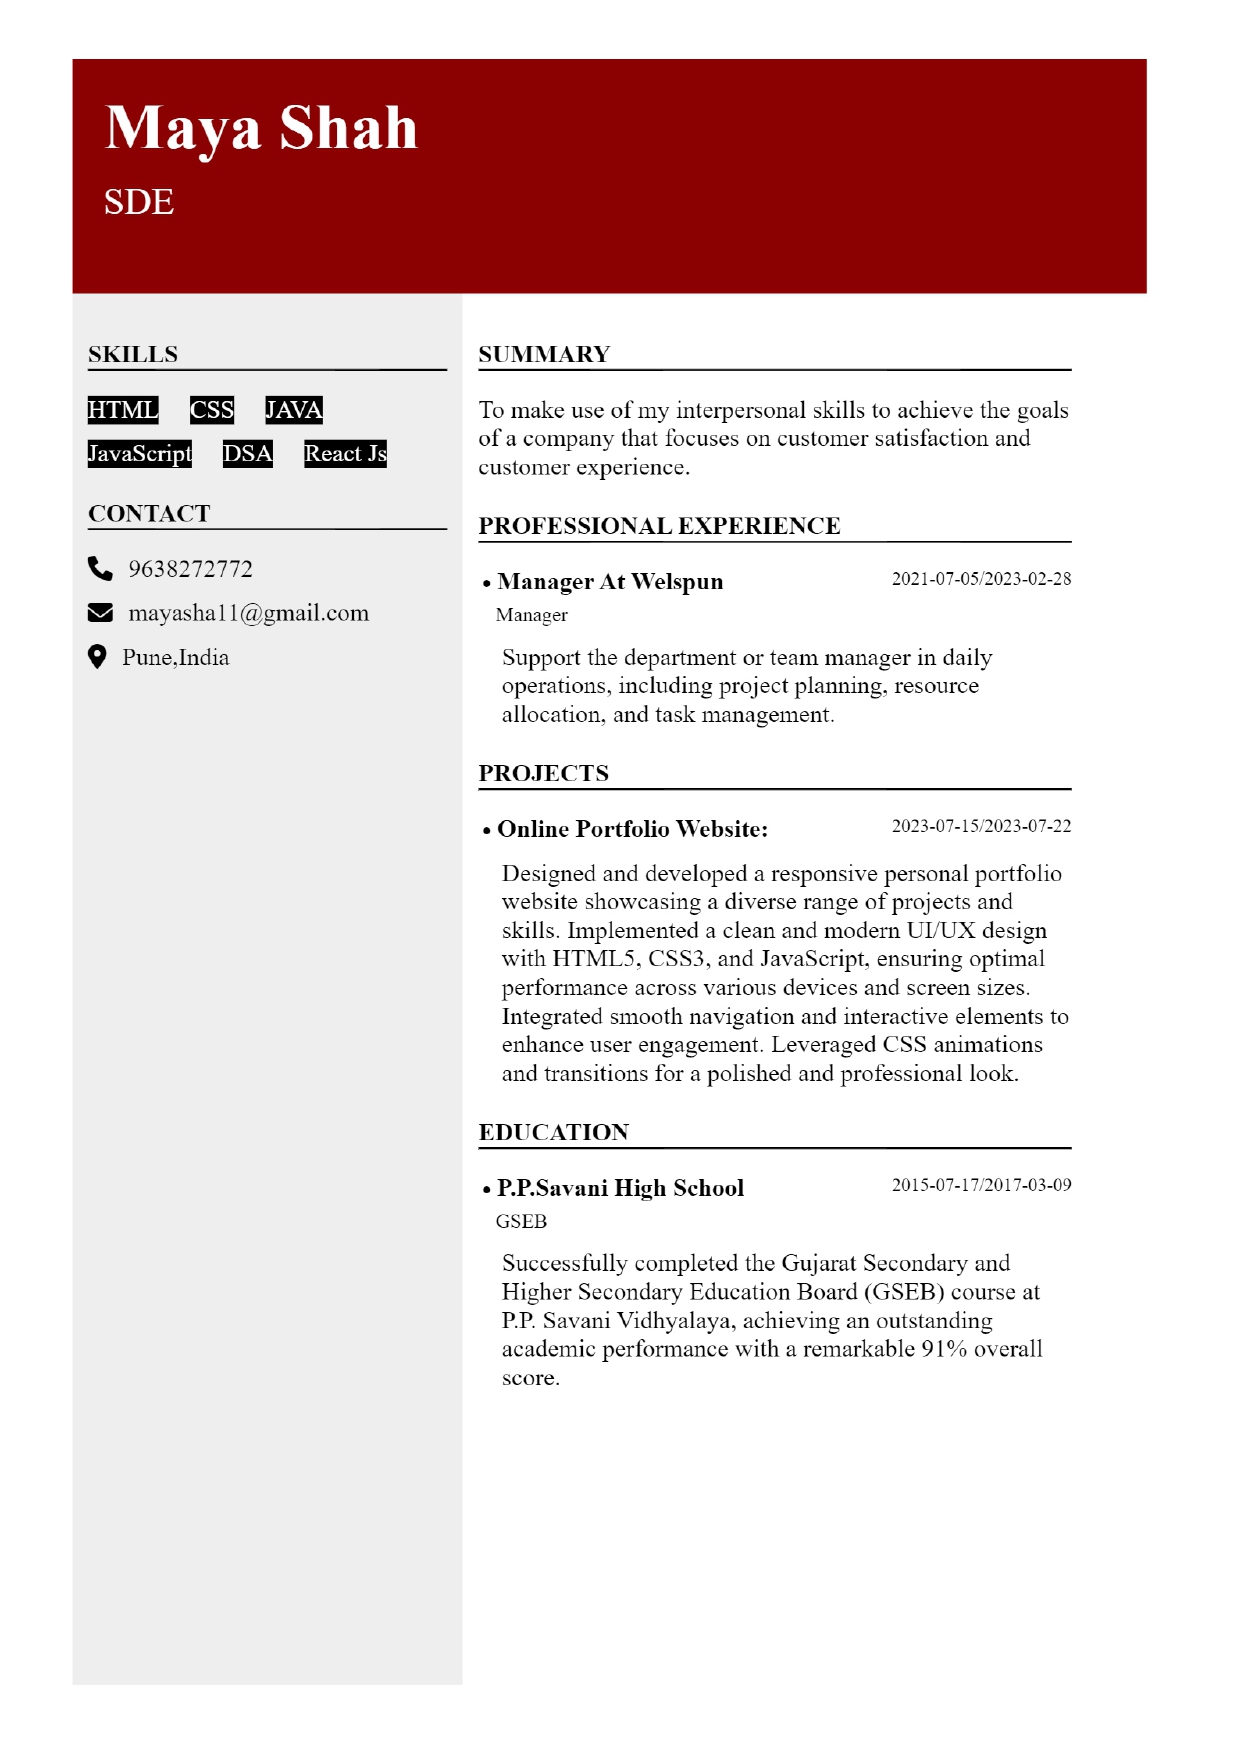 Maya Shah
SDE
SKILLS
HTML CSS JAVA
JavaScript DSA React Js
CONTACT
9638272772
mayasha11@gmail.com
Pune,India
SUMMARY
To make use of my interpersonal skills to achieve the goals
of a company that focuses on customer satisfaction and
customer experience.
PROFESSIONAL EXPERIENCE
• Manager At Welspun 2021-07-05/2023-02-28
Manager
Support the department or team manager in daily
operations, including project planning, resource
allocation, and task management.
PROJECTS
• Online Portfolio Website: 2023-07-15/2023-07-22
Designed and developed a responsive personal portfolio
website showcasing a diverse range of projects and
skills. Implemented a clean and modern UI/UX design
with HTML5, CSS3, and JavaScript, ensuring optimal
performance across various devices and screen sizes.
Integrated smooth navigation and interactive elements to
enhance user engagement. Leveraged CSS animations
and transitions for a polished and professional look.
EDUCATION
• P.P.Savani High School 2015-07-17/2017-03-09
GSEB
Successfully completed the Gujarat Secondary and
Higher Secondary Education Board (GSEB) course at
P.P. Savani Vidhyalaya, achieving an outstanding
academic performance with a remarkable 91% overall
score.